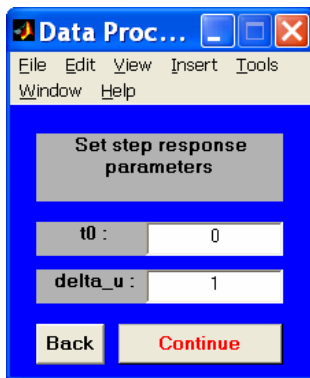 Data Proc...
File Edit View Insert Tools
Window Help
Set step response
parameters
t0 : 0
delta_u : 1
Back Continue